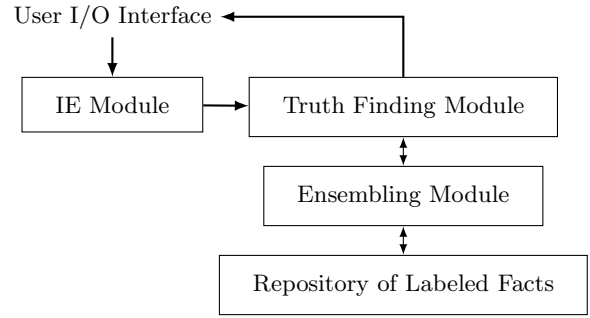 User I/O Interface
IE Module
Truth Finding Module
Ensembling Module
Repository of Labeled Facts